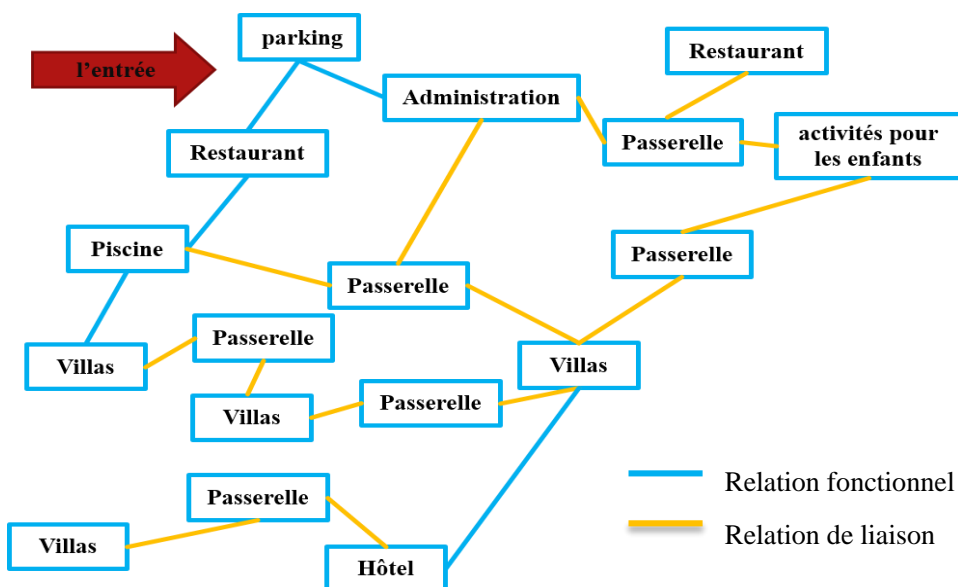 parking
Restaurant
l'entrée
Administration
Passerelle
activités pour
les enfants
Restaurant
Piscine
Passerelle
Passerelle
Passerelle
Villas
Villas
Villas
Passerelle
Relation fonctionnel
Passerelle
Relation de liaison
Villas
Hôtel